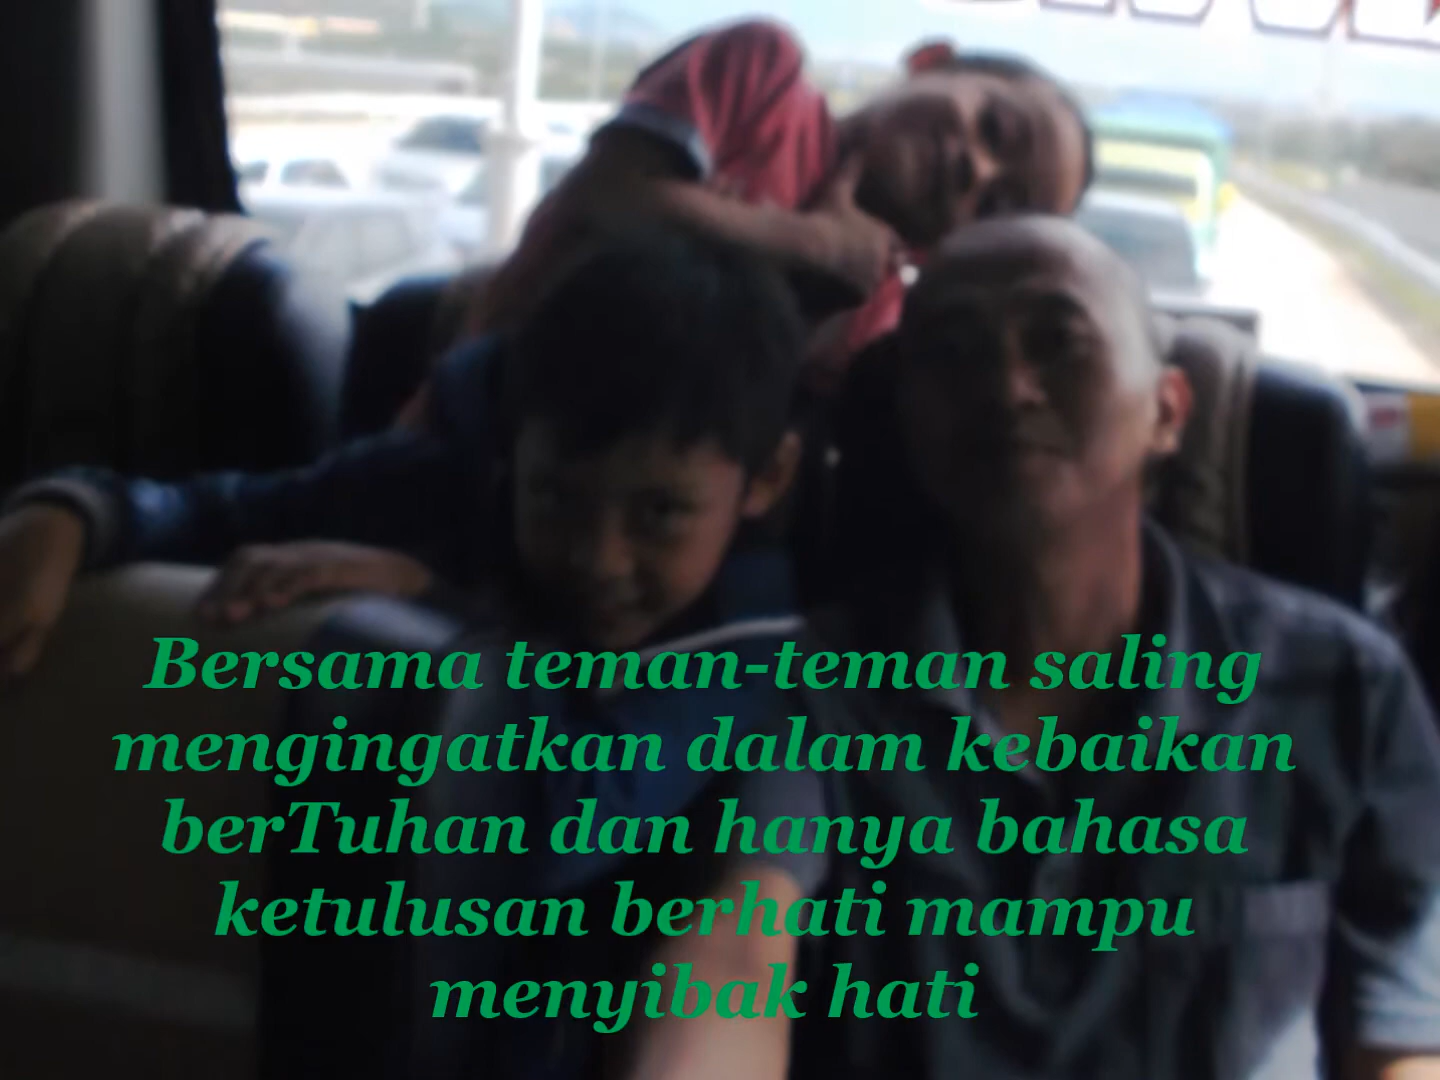 Bersama teman-teman saling
mengingatkan dalam kebaikan
berTuhan dan hanya bahasa
ketulusan berhati mampu
menyibak hati